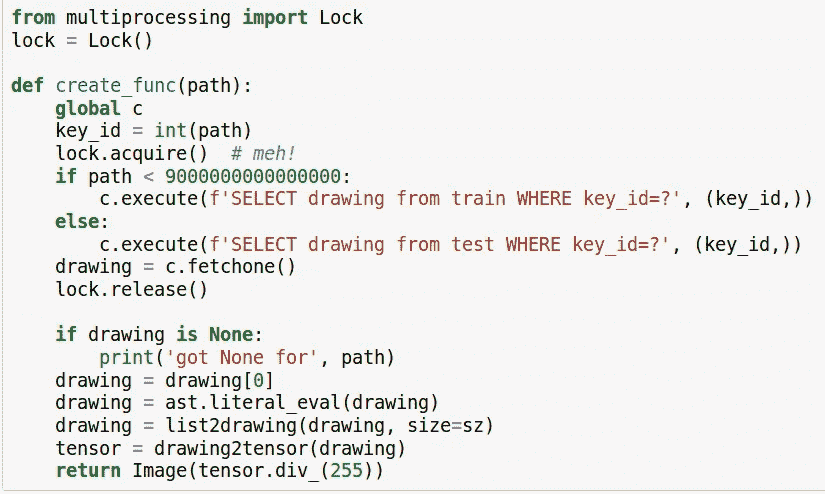 from multiprocessing import Lock
lock = Lock()

def create_func(path):
    global c
    key_id = int(path)
    lock.acquire()  # meh!
    if path < 9000000000000000:
        c.execute(f'SELECT drawing from train WHERE key_id=?', (key_id,))
    else:
        c.execute(f'SELECT drawing from test WHERE key_id=?', (key_id,))
    drawing = c.fetchone()
    lock.release()

    if drawing is None:
        print('got None for', path)
    drawing = drawing[0]
    drawing = ast.literal_eval(drawing)
    drawing = list2drawing(drawing, size=sz)
    tensor = drawing2tensor(drawing)
    return Image(tensor.div_(255))